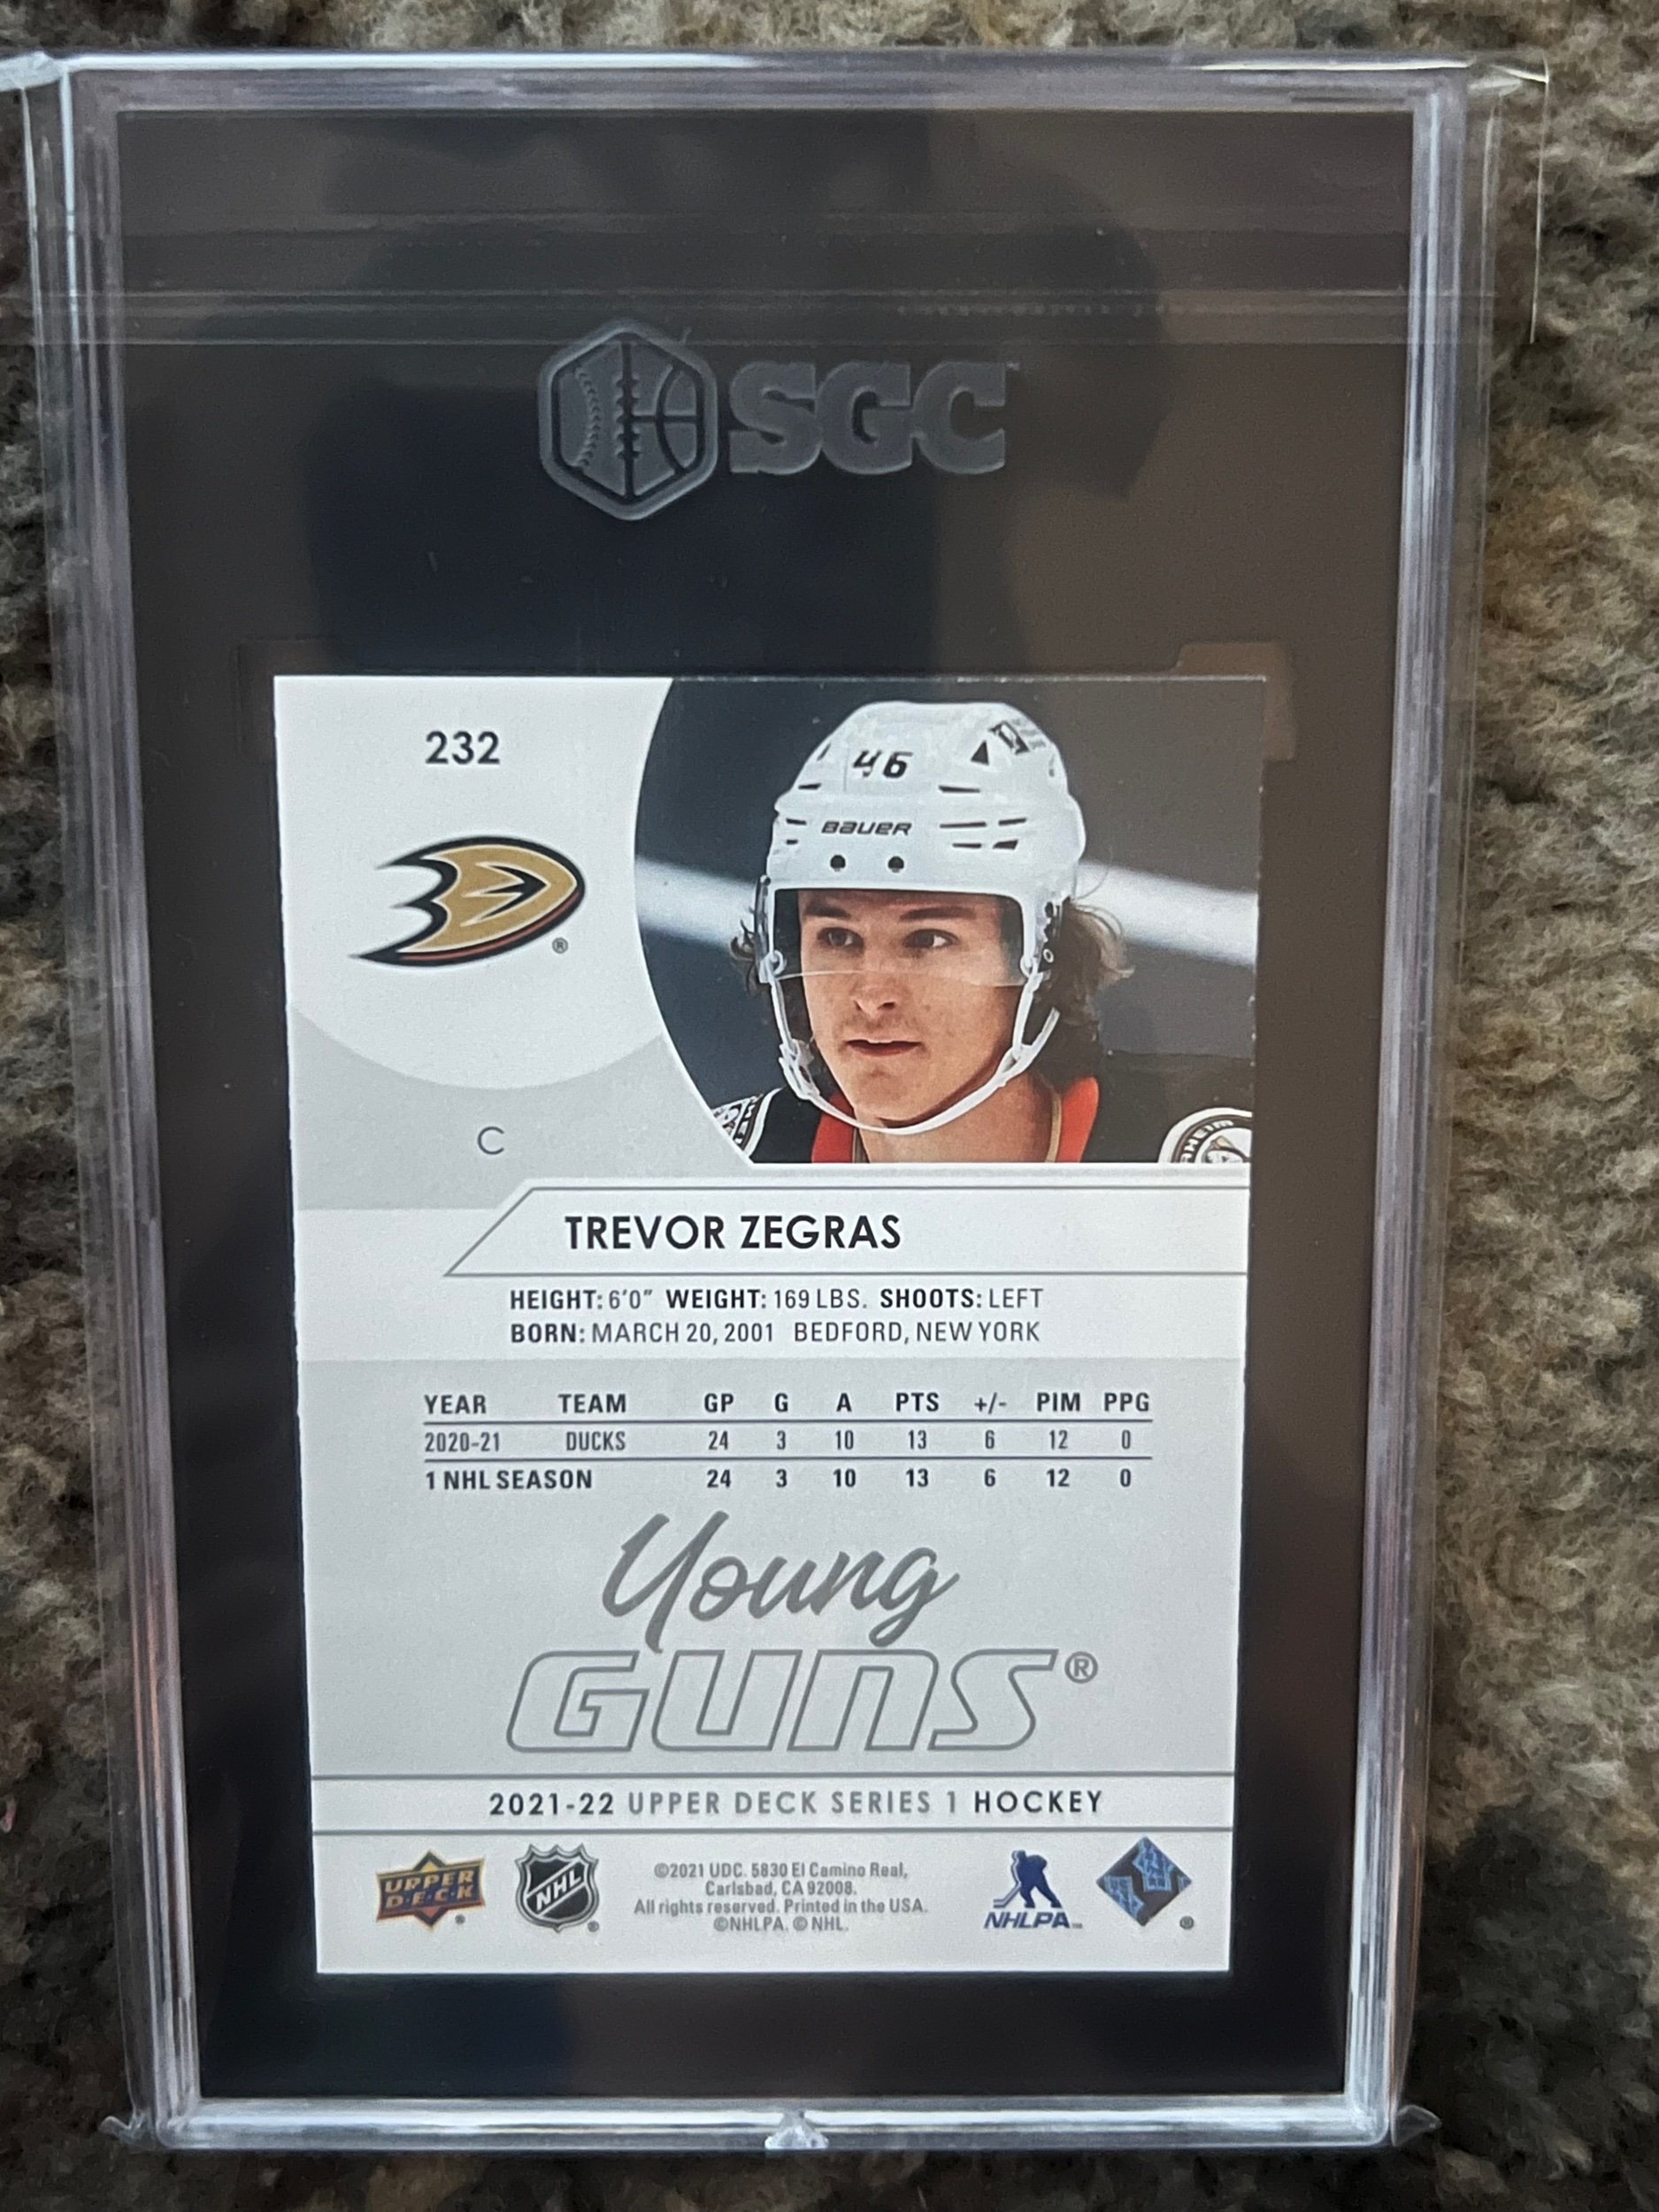 SGC
232
46
BAUER
®
C
TREVOR ZEGRAS
HEIGHT: 6'0" WEIGHT: 169 LBS. SHOOTS: LEFT
BORN: MARCH 20, 2001 BEDFORD, NEW YORK
YEAR TEAM GP G A PTS +/- PIM PPG
2020-21 DUCKS 24 3 10 13 6 12 0
1 NHL SEASON 24 3 10 13 6 12 0
Young
GUNS®
2021-22 UPPER DECK SERIES 1 HOCKEY
UPPER
DECK
®
NHL
®
©2021 UDC. 5830 El Camino Real,
Carlsbad, CA 92008.
All rights reserved. Printed in the USA.
©NHLPA. © NHL.
NHLPA™
®